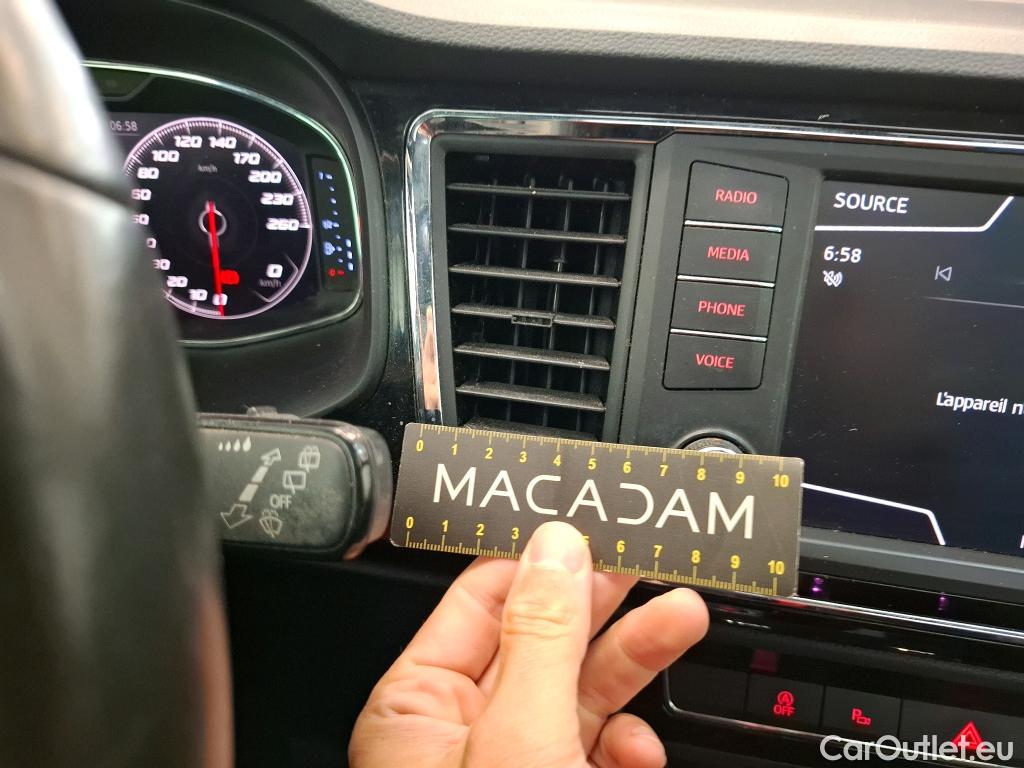 06:58
120 140
100 170
80 200
60 km/h 230
50 260
30
20 0
10 0 km/h
RADIO
MEDIA
PHONE
VOICE
SOURCE
6:58
L'appareil
OFF
0 1 2 3 4 5 6 7 8 9 10
MACADAM
0 1 2 3 6 7 8 9 10
A OFF
P
CarOutlet.eu